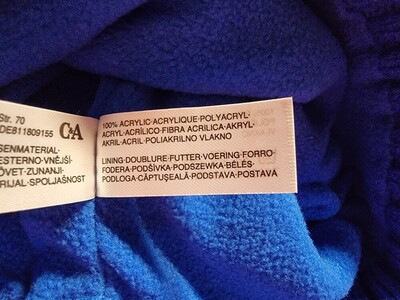 Str. 70
DE811809155 C&A
SENMATERIAL·
ESTERNO·VNĚJŠÍ
ÖVET·ZUNANJI·
RIJAL·SPOLJAŠNOST
100% ACRYLIC·ACRYLIQUE·POLYACRYL·
ACRYL·ACRÍLICO·FIBRA ACRILICA·AKRYL·
AKRIL·ACRIL·POLIAKRILNO VLAKNO
LINING·DOUBLURE·FUTTER·VOERING·FORRO·
FODERA·PODŠÍVKA·PODSZEWKA·BÉLÉS·
PODLOGA·CĂPTUŞEALĂ·PODSTAVA·POSTAVA